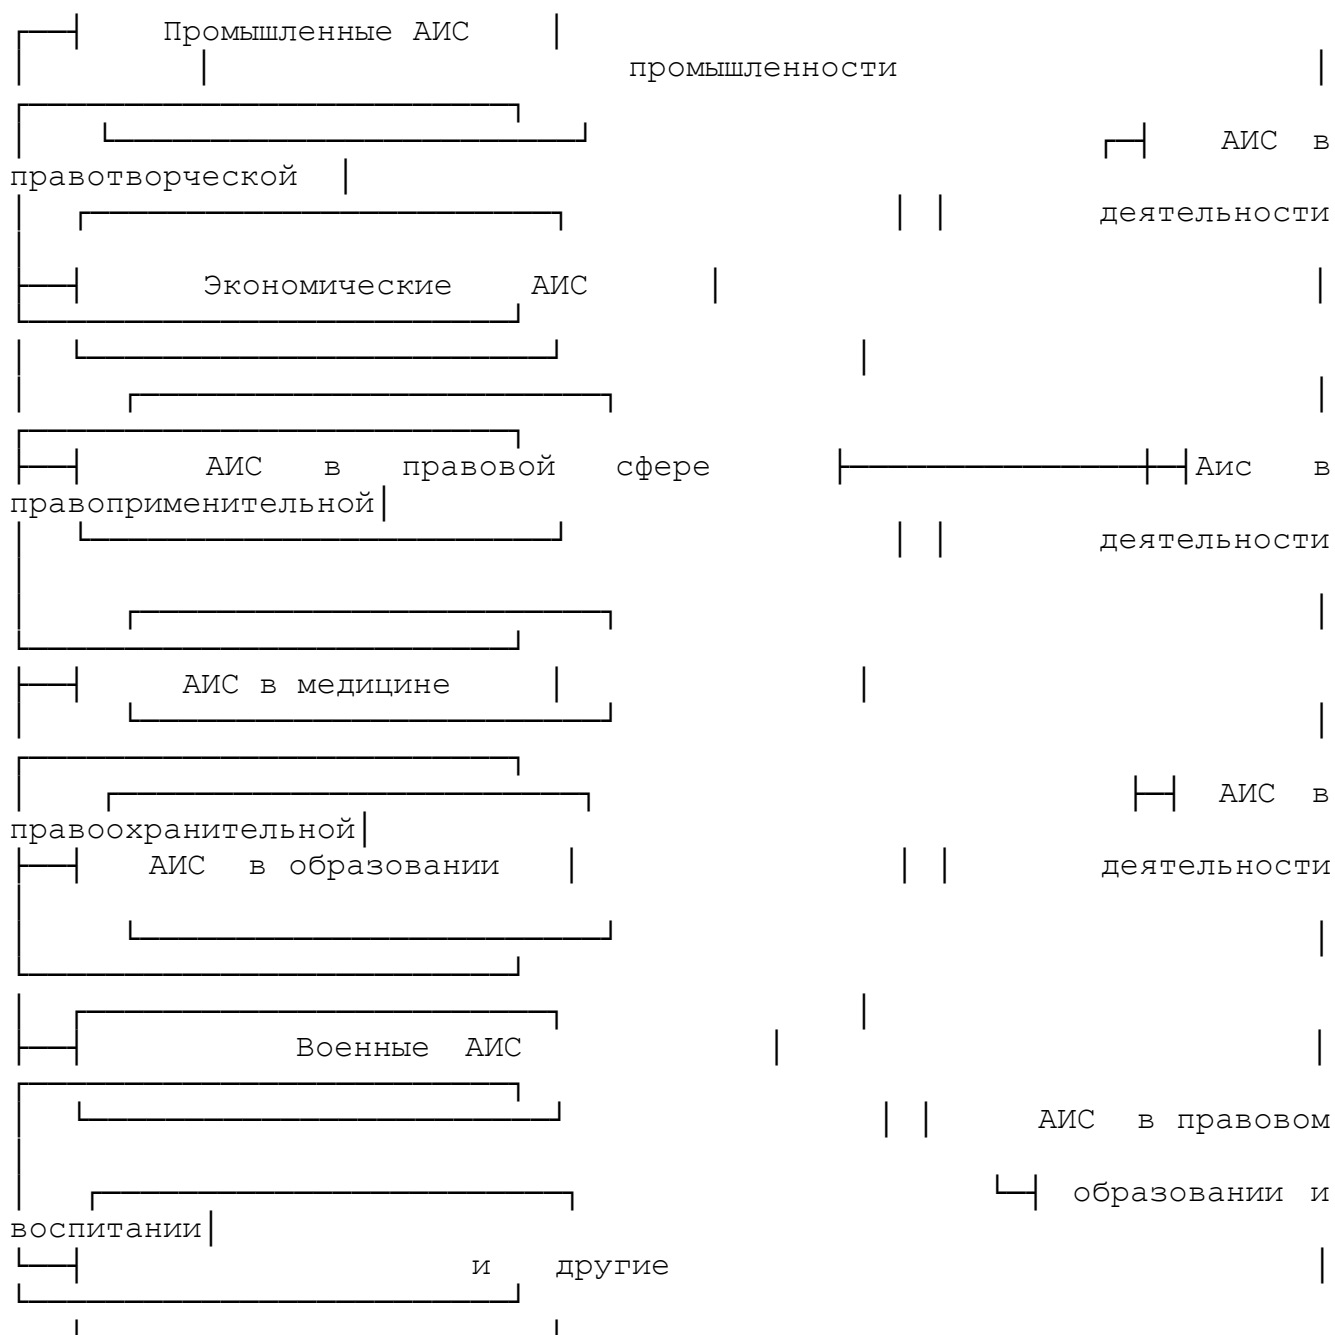 Промышленные АИС
промышленности
АИС в
правотворческой
деятельности
Экономические АИС
АИС в правовой сфере Аис в
правоприменительной
деятельности
АИС в медицине
АИС в
правоохранительной
АИС в образовании деятельности
Военные АИС
АИС в правовом
образовании и
воспитании
и другие